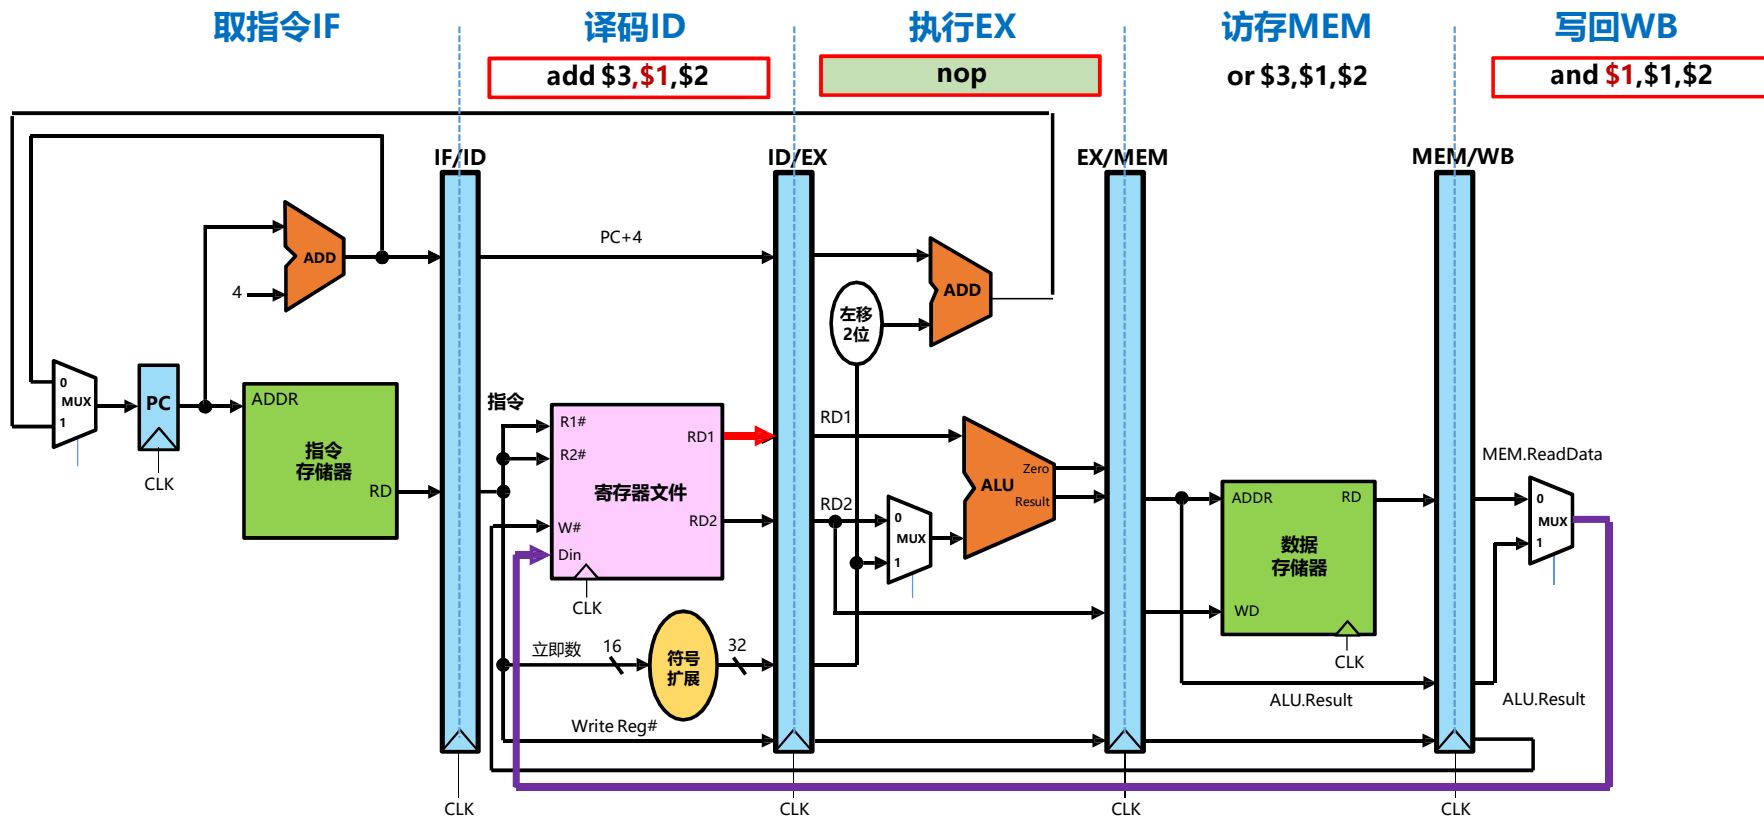 取指令IF
译码ID
执行EX
访存MEM
写回WB
add $3,$1,$2
nop
or $3,$1,$2
and $1,$1,$2
IF/ID
ID/EX
EX/MEM
MEM/WB
PC+4
ADD
4
ADD
左移
2位
0
MUX
1
PC
CLK
ADDR
指令
存储器
RD
指令
R1#
R2#
W#
Din
RD1
RD2
寄存器文件
CLK
RD1
RD2
0
MUX
1
Zero
ALU
Result
ADDR
RD
数据
存储器
WD
CLK
MEM.ReadData
0
MUX
1
立即数
16
符号
扩展
32
ALU.Result
ALU.Result
Write Reg#
CLK
CLK
CLK
CLK